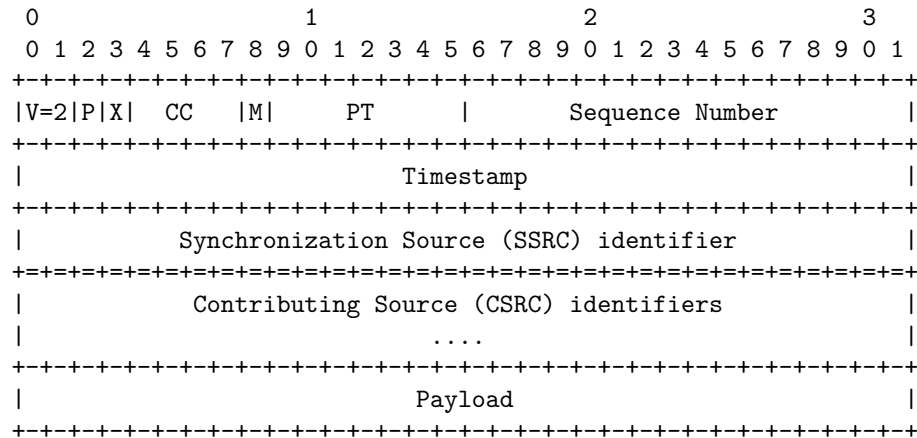 0                   1                   2                   3
 0 1 2 3 4 5 6 7 8 9 0 1 2 3 4 5 6 7 8 9 0 1 2 3 4 5 6 7 8 9 0 1
+-+-+-+-+-+-+-+-+-+-+-+-+-+-+-+-+-+-+-+-+-+-+-+-+-+-+-+-+-+-+-+-+
|V=2|P|X|  CC   |M|     PT      |       Sequence Number         |
+-+-+-+-+-+-+-+-+-+-+-+-+-+-+-+-+-+-+-+-+-+-+-+-+-+-+-+-+-+-+-+-+
|                           Timestamp                           |
+-+-+-+-+-+-+-+-+-+-+-+-+-+-+-+-+-+-+-+-+-+-+-+-+-+-+-+-+-+-+-+-+
|           Synchronization Source (SSRC) identifier            |
+=+=+=+=+=+=+=+=+=+=+=+=+=+=+=+=+=+=+=+=+=+=+=+=+=+=+=+=+=+=+=+=+
|            Contributing Source (CSRC) identifiers             |
|                             ....                              |
+-+-+-+-+-+-+-+-+-+-+-+-+-+-+-+-+-+-+-+-+-+-+-+-+-+-+-+-+-+-+-+-+
|                            Payload                            |
+-+-+-+-+-+-+-+-+-+-+-+-+-+-+-+-+-+-+-+-+-+-+-+-+-+-+-+-+-+-+-+-+